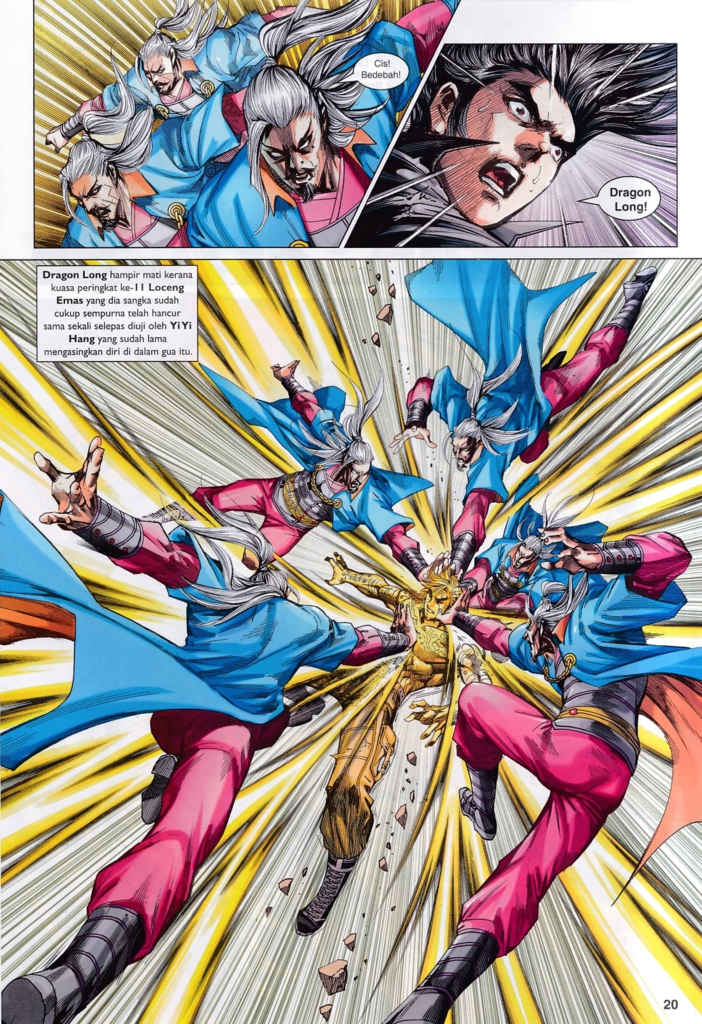 Cis!
Bedebah!
Dragon
Long!
Dragon Long hampir mati kerana
kuasa peringkat ke-11 Loceng
Emas yang dia sangka sudah
cukup sempurna telah hancur
sama sekali selepas diuji oleh YiYi
Hang yang sudah lama
mengasingkan diri di dalam gua itu.
20